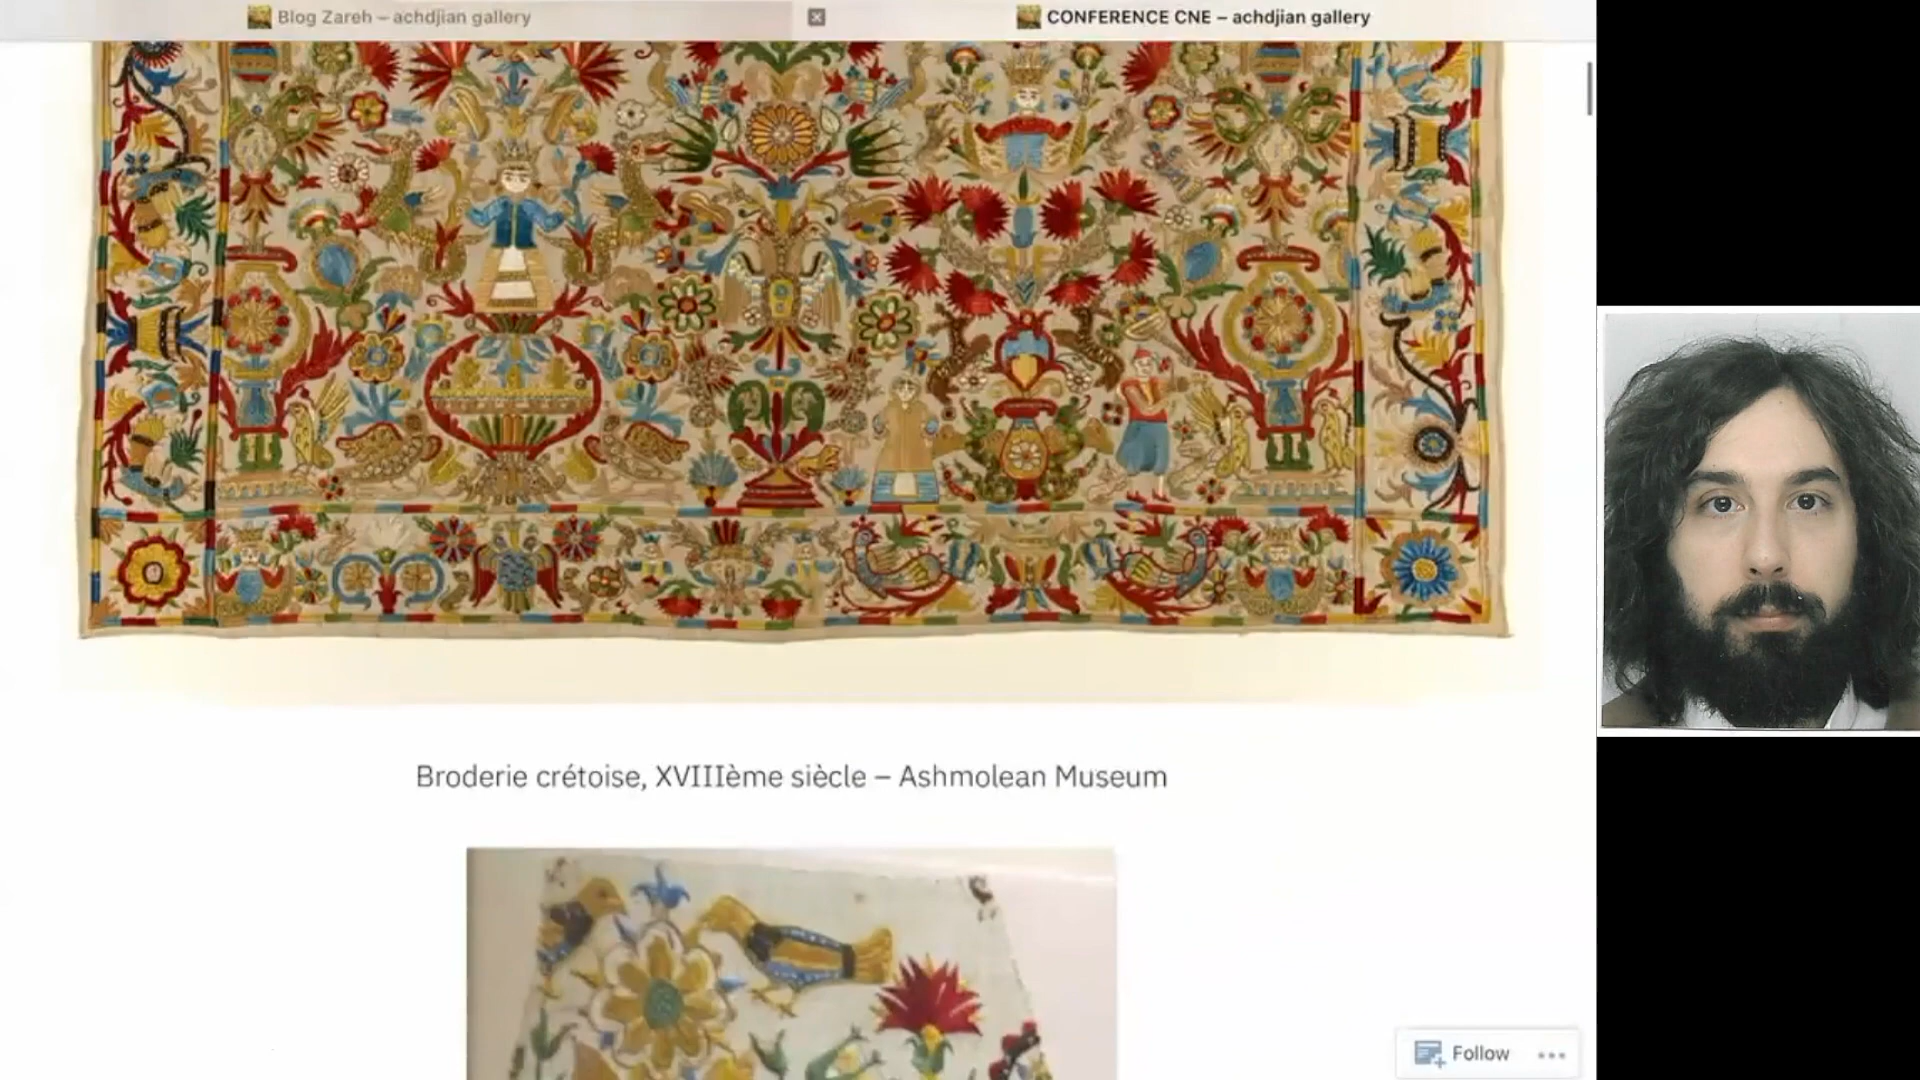 Blog Zareh – achdjian gallery
CONFERENCE CNE – achdjian gallery
Broderie crétoise, XVIIIème siècle – Ashmolean Museum
Follow